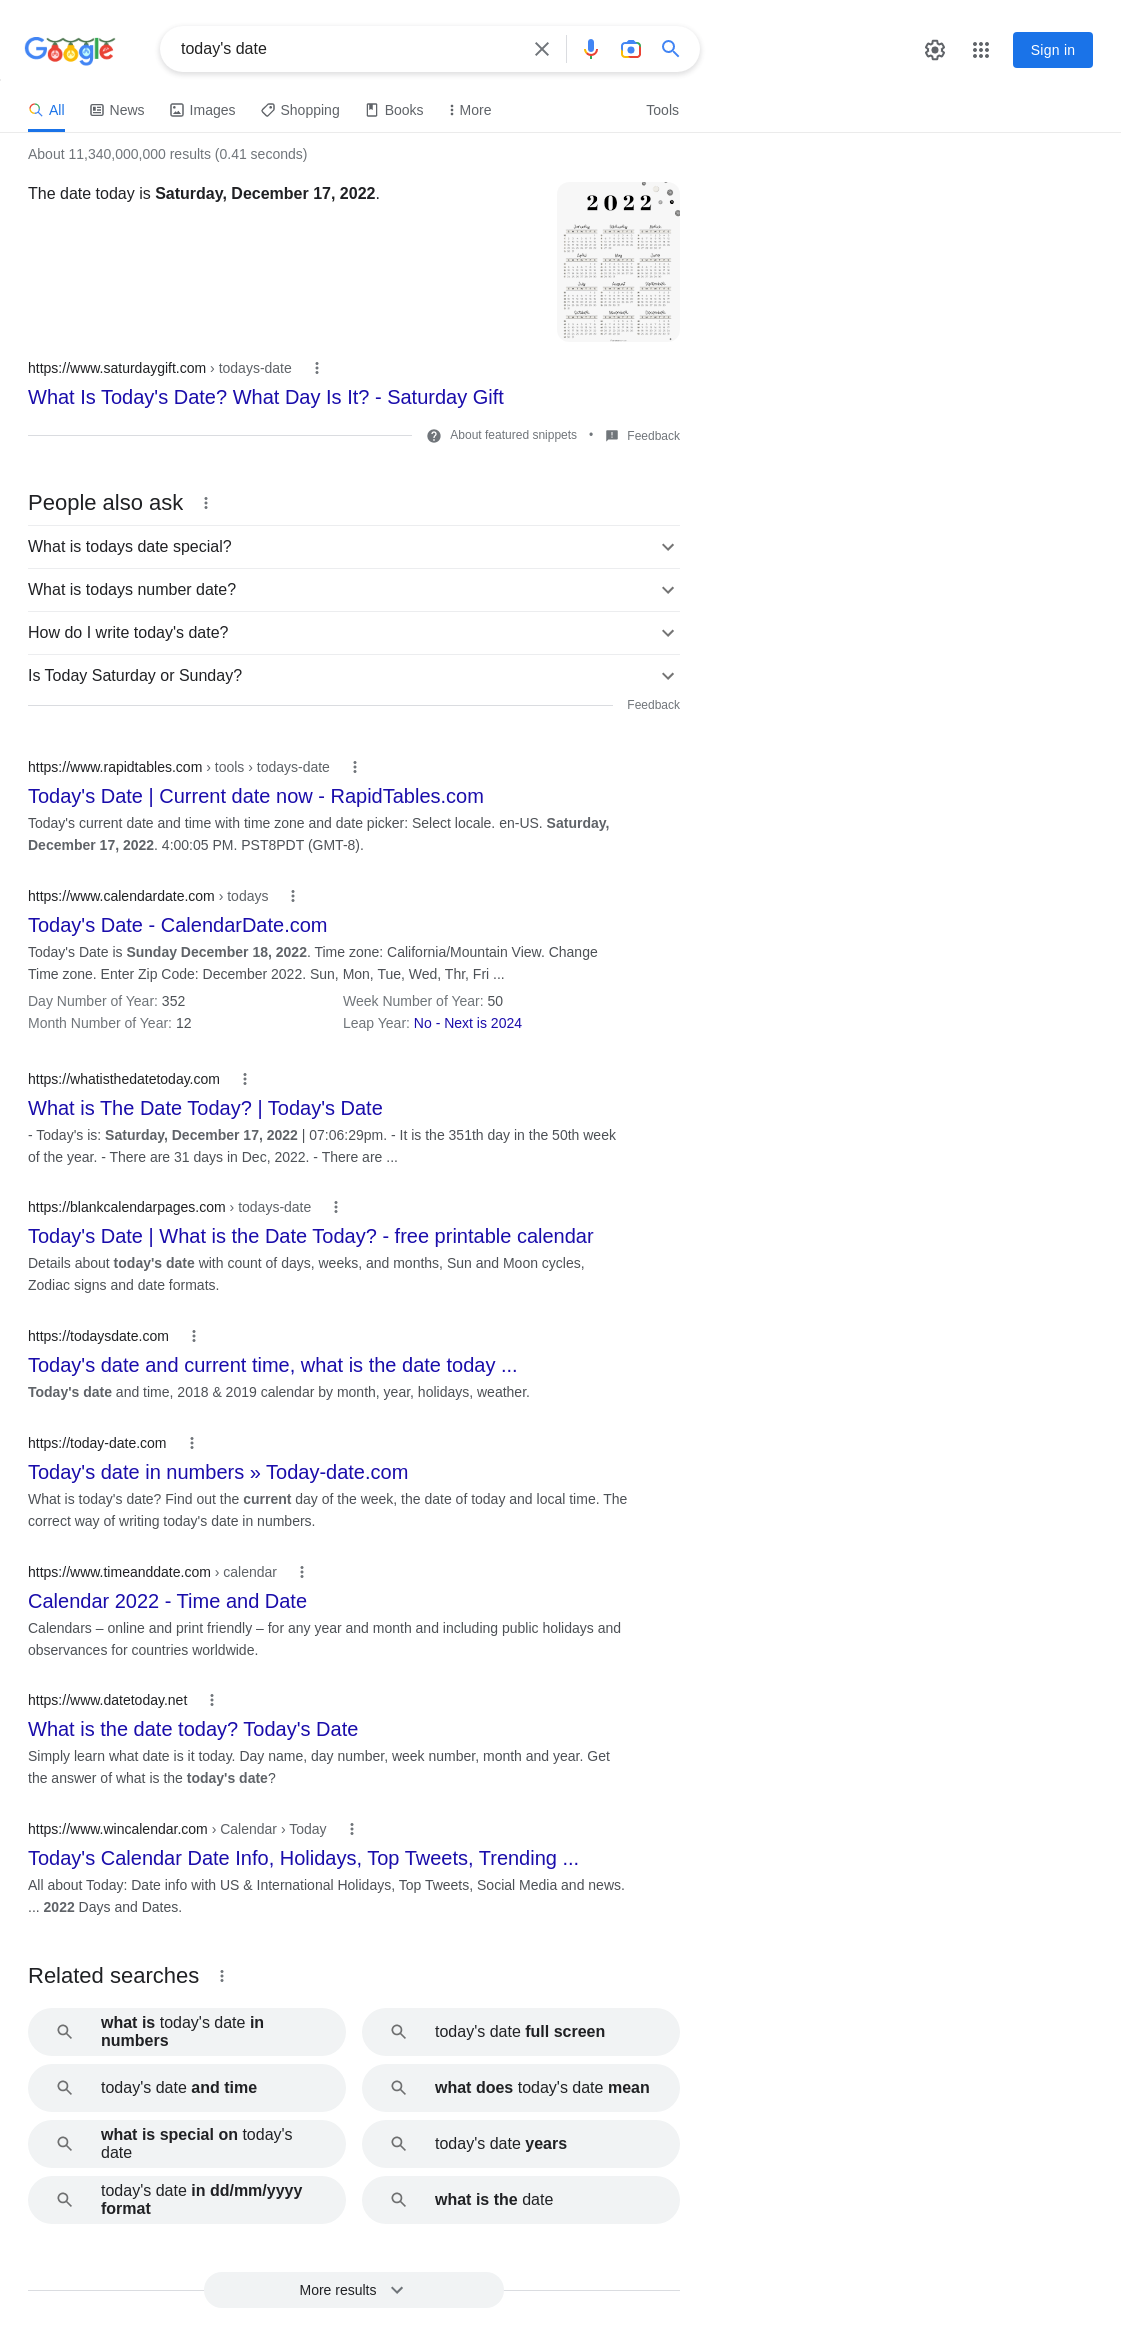 Google
today's date
Sign in
All
News
Images
Shopping
Books
More
Tools
About 11,340,000,000 results (0.41 seconds)
The date today is Saturday, December 17, 2022.
2022
January February March
April May June
July August September
October November December
https://www.saturdaygift.com › todays-date
What Is Today's Date? What Day Is It? - Saturday Gift
About featured snippets • Feedback
People also ask
What is todays date special?
What is todays number date?
How do I write today's date?
Is Today Saturday or Sunday?
Feedback
https://www.rapidtables.com › tools › todays-date
Today's Date | Current date now - RapidTables.com
Today's current date and time with time zone and date picker: Select locale. en-US. Saturday,
December 17, 2022. 4:00:05 PM. PST8PDT (GMT-8).
https://www.calendardate.com › todays
Today's Date - CalendarDate.com
Today's Date is Sunday December 18, 2022. Time zone: California/Mountain View. Change
Time zone. Enter Zip Code: December 2022. Sun, Mon, Tue, Wed, Thr, Fri ...
Day Number of Year: 352
Week Number of Year: 50
Month Number of Year: 12
Leap Year: No - Next is 2024
https://whatisthedatetoday.com
What is The Date Today? | Today's Date
- Today's is: Saturday, December 17, 2022 | 07:06:29pm. - It is the 351th day in the 50th week
of the year. - There are 31 days in Dec, 2022. - There are ...
https://blankcalendarpages.com › todays-date
Today's Date | What is the Date Today? - free printable calendar
Details about today's date with count of days, weeks, and months, Sun and Moon cycles,
Zodiac signs and date formats.
https://todaysdate.com
Today's date and current time, what is the date today ...
Today's date and time, 2018 & 2019 calendar by month, year, holidays, weather.
https://today-date.com
Today's date in numbers » Today-date.com
What is today's date? Find out the current day of the week, the date of today and local time. The
correct way of writing today's date in numbers.
https://www.timeanddate.com › calendar
Calendar 2022 - Time and Date
Calendars – online and print friendly – for any year and month and including public holidays and
observances for countries worldwide.
https://www.datetoday.net
What is the date today? Today's Date
Simply learn what date is it today. Day name, day number, week number, month and year. Get
the answer of what is the today's date?
https://www.wincalendar.com › Calendar › Today
Today's Calendar Date Info, Holidays, Top Tweets, Trending ...
All about Today: Date info with US & International Holidays, Top Tweets, Social Media and news.
... 2022 Days and Dates.
Related searches
what is today's date in
numbers
today's date full screen
today's date and time
what does today's date mean
what is special on today's
date
today's date years
today's date in dd/mm/yyyy
format
what is the date
More results